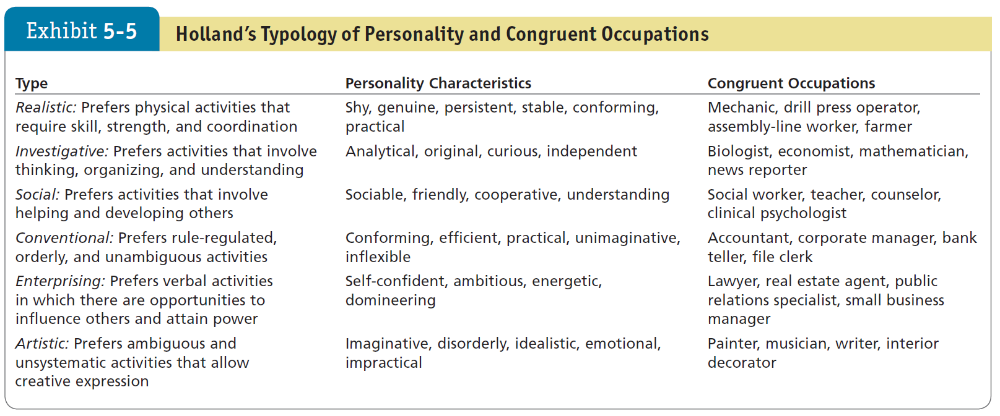 Exhibit 5-5
Holland’s Typology of Personality and Congruent Occupations
Type
Personality Characteristics
Congruent Occupations
Realistic: Prefers physical activities that
require skill, strength, and coordination
Shy, genuine, persistent, stable, conforming,
practical
Mechanic, drill press operator,
assembly-line worker, farmer
Investigative: Prefers activities that involve
thinking, organizing, and understanding
Analytical, original, curious, independent
Biologist, economist, mathematician,
news reporter
Social: Prefers activities that involve
helping and developing others
Sociable, friendly, cooperative, understanding
Social worker, teacher, counselor,
clinical psychologist
Conventional: Prefers rule-regulated,
orderly, and unambiguous activities
Conforming, efficient, practical, unimaginative,
inflexible
Accountant, corporate manager, bank
teller, file clerk
Enterprising: Prefers verbal activities
in which there are opportunities to
influence others and attain power
Self-confident, ambitious, energetic,
domineering
Lawyer, real estate agent, public
relations specialist, small business
manager
Artistic: Prefers ambiguous and
unsystematic activities that allow
creative expression
Imaginative, disorderly, idealistic, emotional,
impractical
Painter, musician, writer, interior
decorator